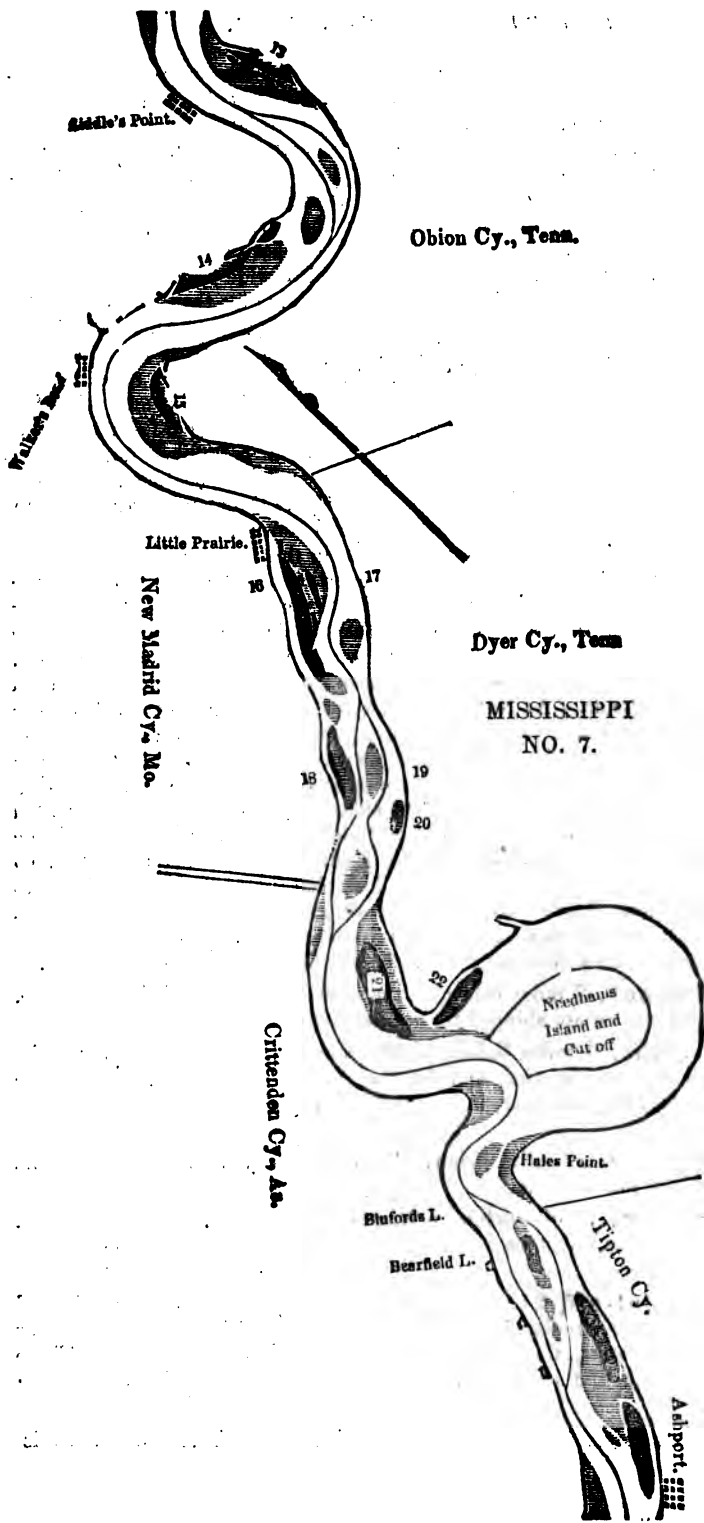 13
Riddle's Point.
Obion Cy., Tenn.
14
Walker's Bend
15
Little Prairie.
16
17
New Madrid Cy., Mo.
Dyer Cy., Tenn
MISSISSIPPI
NO. 7.
18
19
20
21
22
Needhams
Island and
Cut off
Crittenden Cy., As.
Hales Point.
Blufords L.
Bearfield L.
Tipton Cy.
Ashport.